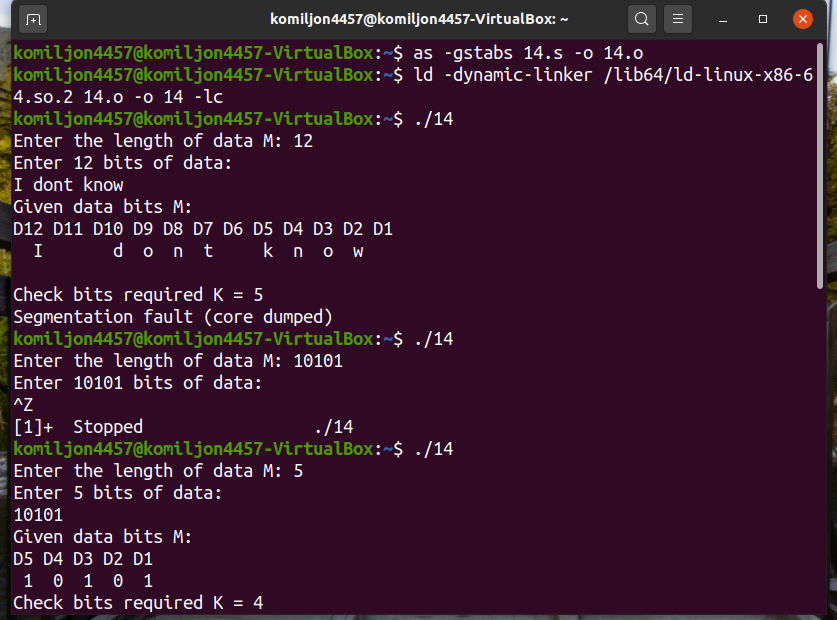 komiljon4457@komiljon4457-VirtualBox: ~
komiljon4457@komiljon4457-VirtualBox:~$ as -gstabs 14.s -o 14.o
komiljon4457@komiljon4457-VirtualBox:~$ ld -dynamic-linker /lib64/ld-linux-x86-6
4.so.2 14.o -o 14 -lc
komiljon4457@komiljon4457-VirtualBox:~$ ./14
Enter the length of data M: 12
Enter 12 bits of data:
I dont know
Given data bits M:
D12 D11 D10 D9 D8 D7 D6 D5 D4 D3 D2 D1
I d o n t k n o w
Check bits required K = 5
Segmentation fault (core dumped)
komiljon4457@komiljon4457-VirtualBox:~$ ./14
Enter the length of data M: 10101
Enter 10101 bits of data:
^Z
[1]+ Stopped ./14
komiljon4457@komiljon4457-VirtualBox:~$ ./14
Enter the length of data M: 5
Enter 5 bits of data:
10101
Given data bits M:
D5 D4 D3 D2 D1
1 0 1 0 1
Check bits required K = 4